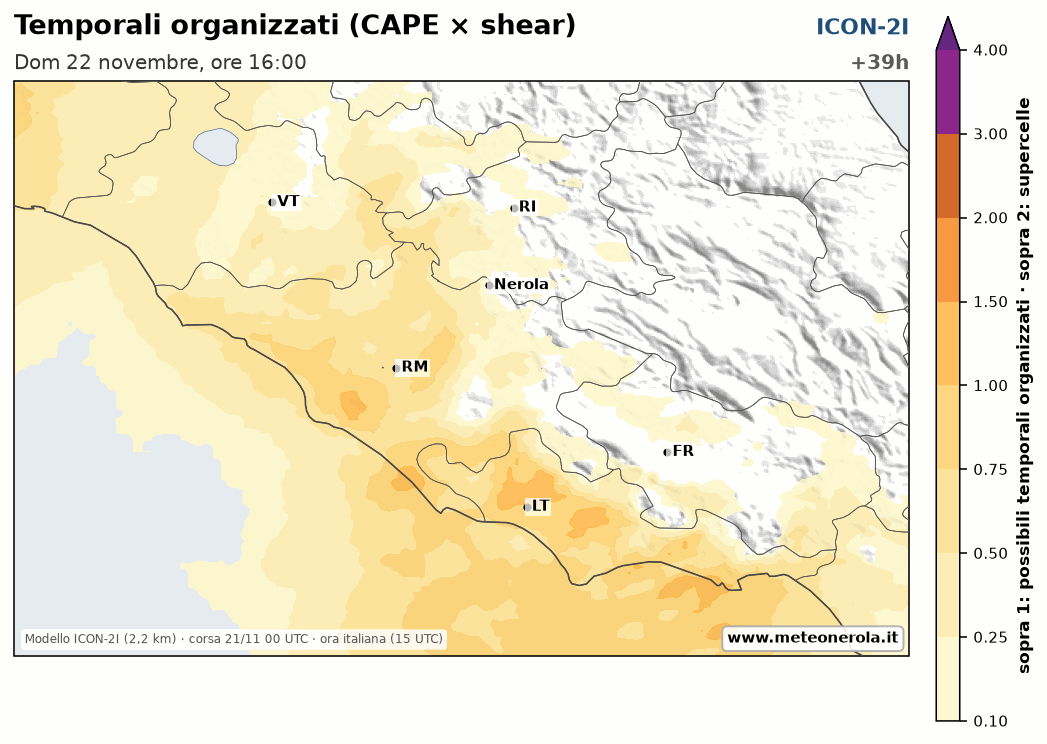 Temporali organizzati (CAPE × shear)
ICON-2I
Dom 22 novembre, ore 16:00
+39h
VT
RI
Nerola
RM
FR
LT
Modello ICON-2I (2,2 km) · corsa 21/11 00 UTC · ora italiana (15 UTC)
www.meteonerola.it
4.00
3.00
2.00
1.50
1.00
0.75
0.50
0.25
0.10
sopra 1: possibili temporali organizzati · sopra 2: supercelle